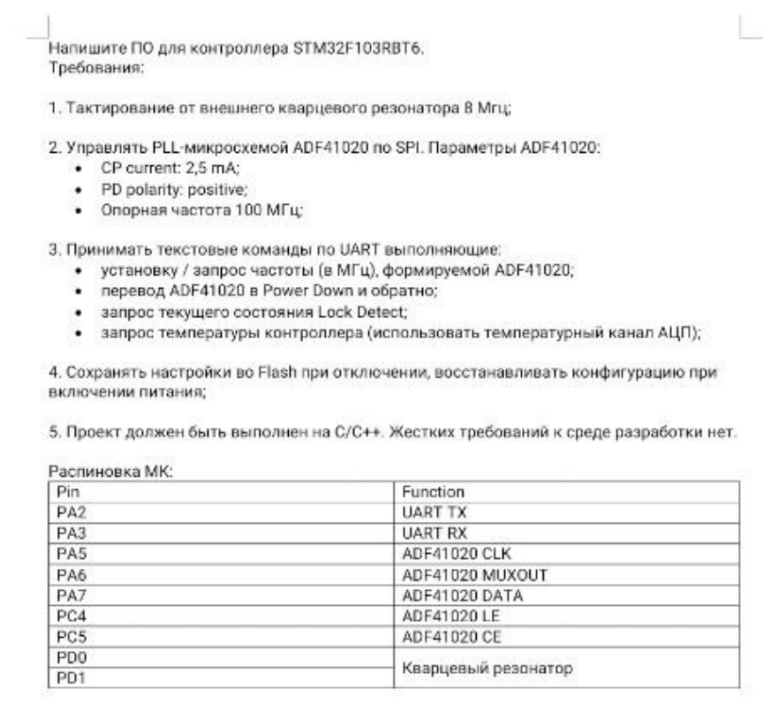 Напишите ПО для контроллера STM32F103RBT6.
Требования:
1. Тактирование от внешнего кварцевого резонатора 8 Мгц;
2. Управлять PLL-микросхемой ADF41020 по SPI. Параметры ADF41020:
• CP current: 2,5 mA;
• PD polarity: positive;
• Опорная частота 100 МГц;
3. Принимать текстовые команды по UART выполняющие:
• установку / запрос частоты (в МГц), формируемой ADF41020;
• перевод ADF41020 в Power Down и обратно;
• запрос текущего состояния Lock Detect;
• запрос температуры контроллера (использовать температурный канал АЦП);
4. Сохранять настройки во Flash при отключении, восстанавливать конфигурацию при
включении питания;
5. Проект должен быть выполнен на С/С++. Жестких требований к среде разработки нет.
Распиновка МК:
Pin Function
PA2 UART TX
PA3 UART RX
PA5 ADF41020 CLK
PA6 ADF41020 MUXOUT
PA7 ADF41020 DATA
PC4 ADF41020 LE
PC5 ADF41020 CE
PD0 Кварцевый резонатор
PD1